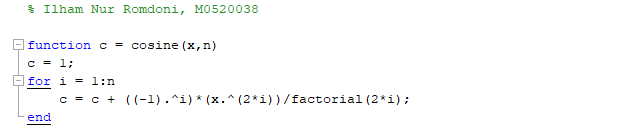 % Ilham Nur Romdoni, M0520038
function c = cosine(x,n)
c = 1;
for i = 1:n
    c = c + ((-1).^i)*(x.^(2*i))/factorial(2*i);
end